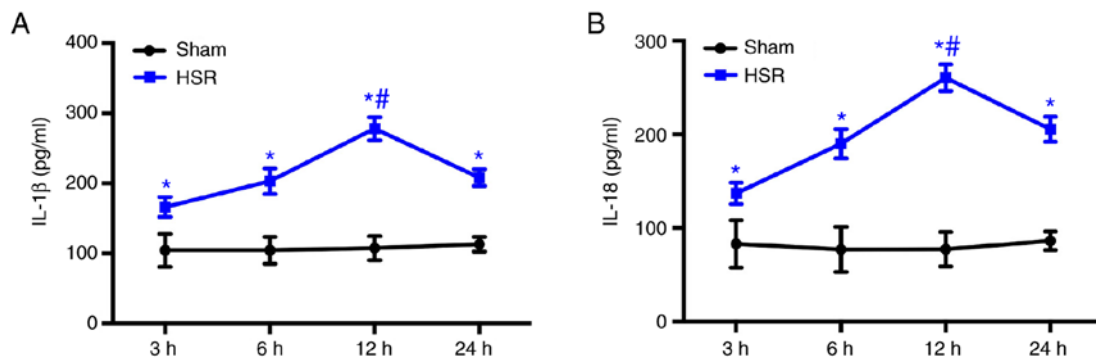 A
IL-1β (pg/ml)
400
300
200
100
0
Sham
HSR
*
*
*#
*
3 h
6 h
12 h
24 h
B
IL-18 (pg/ml)
300
200
100
0
Sham
HSR
*
*
*#
*
3 h
6 h
12 h
24 h